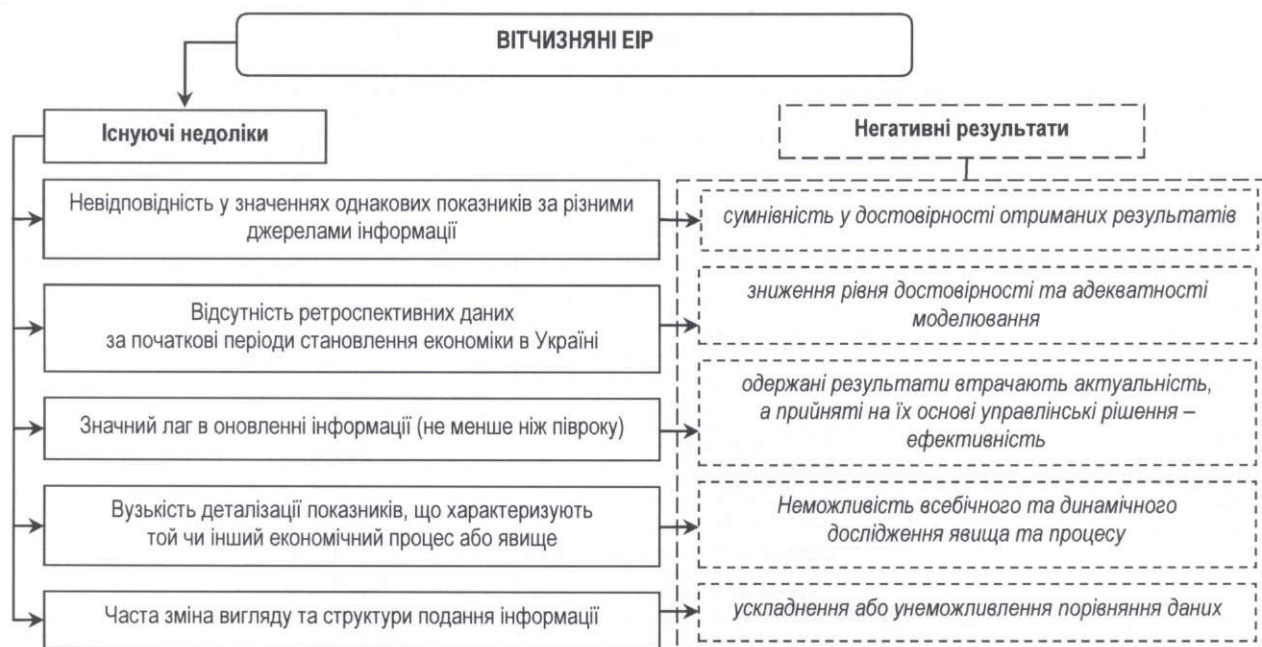 ВІТЧИЗНЯНІ ЕІР
Існуючі недоліки
Негативні результати
Невідповідність у значеннях однакових показників за різними
джерелами інформації
сумнівність у достовірності отриманих результатів
Відсутність ретроспективних даних
за початкові періоди становлення економіки в Україні
зниження рівня достовірності та адекватності
моделювання
Значний лаг в оновленні інформації (не менше ніж півроку)
одержані результати втрачають актуальність,
а прийняті на їх основі управлінські рішення –
ефективність
Вузькість деталізації показників, що характеризують
той чи інший економічний процес або явище
Неможливість всебічного та динамічного
дослідження явища та процесу
Часта зміна вигляду та структури подання інформації
ускладнення або унеможливлення порівняння даних